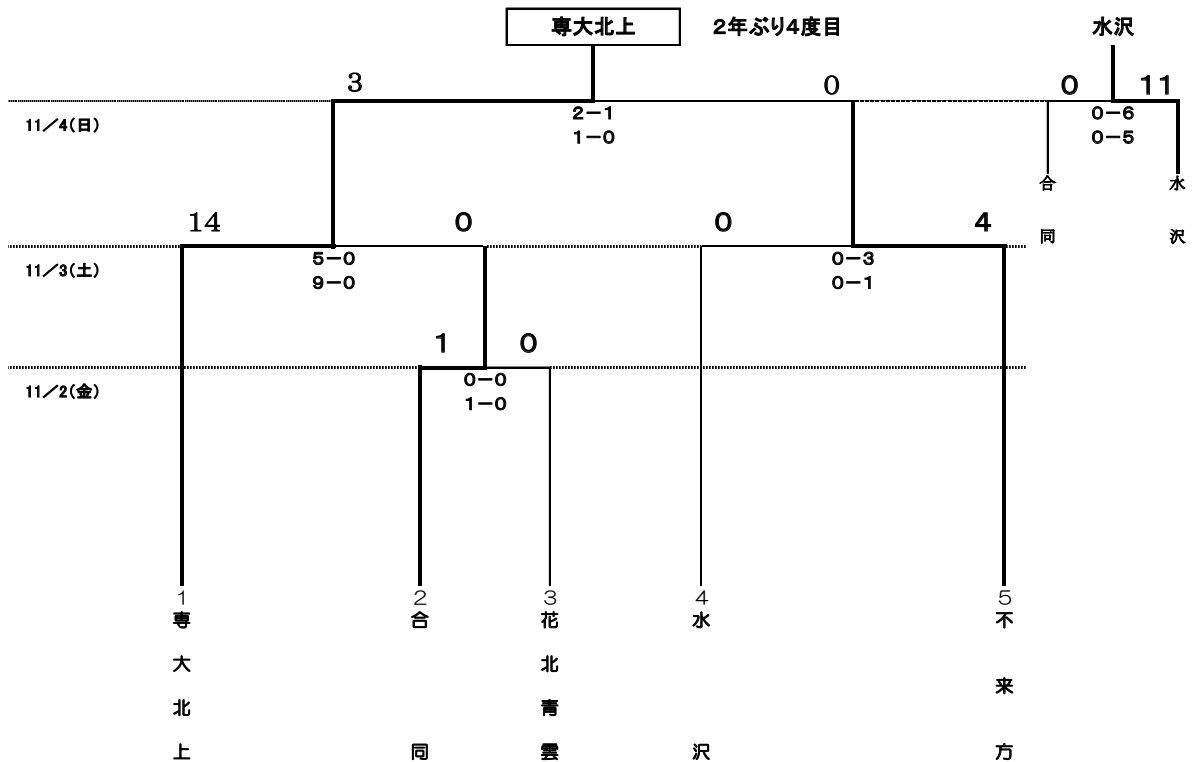 専大北上 2年ぶり4度目 水沢
3 0 0 11
11/4(日)
2-1 0-6
1-0 0-5
合同 水沢
14 0 0 4
11/3(土)
5-0 0-3
9-0 0-1
1 0
11/2(金)
0-0
1-0
1 2 3 4 5
専大北上
合同
花北青雲
水沢
不来方